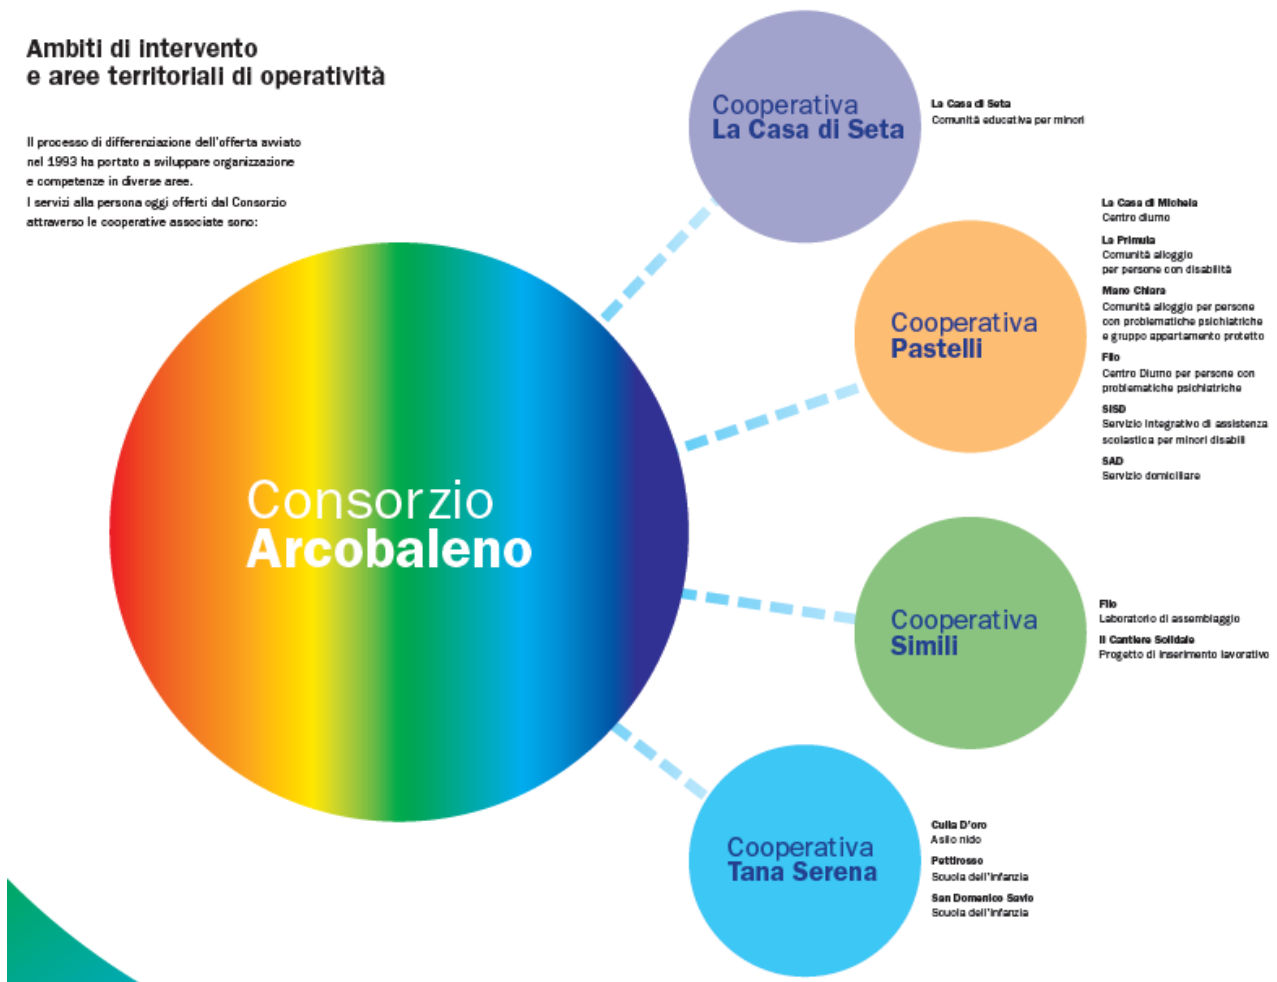 Ambiti di intervento
e aree territoriali di operatività
Il processo di differenziazione dell'offerta avviato
nel 1993 ha portato a sviluppare organizzazione
e competenze in diverse aree.
I servizi alla persona oggi offerti dal Consorzio
attraverso le cooperative associate sono:
Consorzio
Arcobaleno
Cooperativa
La Casa di Seta
La Casa di Seta
Comunità educativa per minori
Cooperativa
Pastelli
La Casa di Michela
Centro diurno
La Primula
Comunità alloggio
per persone con disabilità
Mano Chiara
Comunità alloggio per persone
con problematiche psichiatriche
e gruppo appartamento protetto
Filo
Centro Diurno per persone con
problematiche psichiatriche
SISD
Servizio integrativo di assistenza
scolastica per minori disabili
SAD
Servizio domiciliare
Cooperativa
Simili
Filo
Laboratorio di assemblaggio
Il Cantiere Solidale
Progetto di inserimento lavorativo
Cooperativa
Tana Serena
Culla D'oro
Asilo nido
Pettirosso
Scuola dell'infanzia
San Domenico Savio
Scuola dell'infanzia